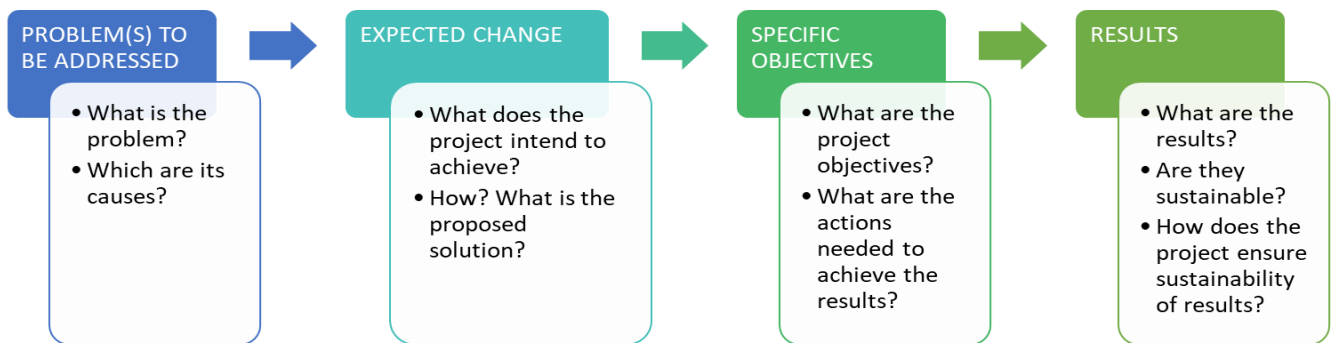 PROBLEM(S) TO
BE ADDRESSED
• What is the
problem?
• Which are its
causes?
EXPECTED CHANGE
• What does the
project intend to
achieve?
• How? What is the
proposed
solution?
SPECIFIC
OBJECTIVES
• What are the
project
objectives?
• What are the
actions
needed to
achieve the
results?
RESULTS
• What are the
results?
• Are they
sustainable?
• How does the
project ensure
sustainability
of results?